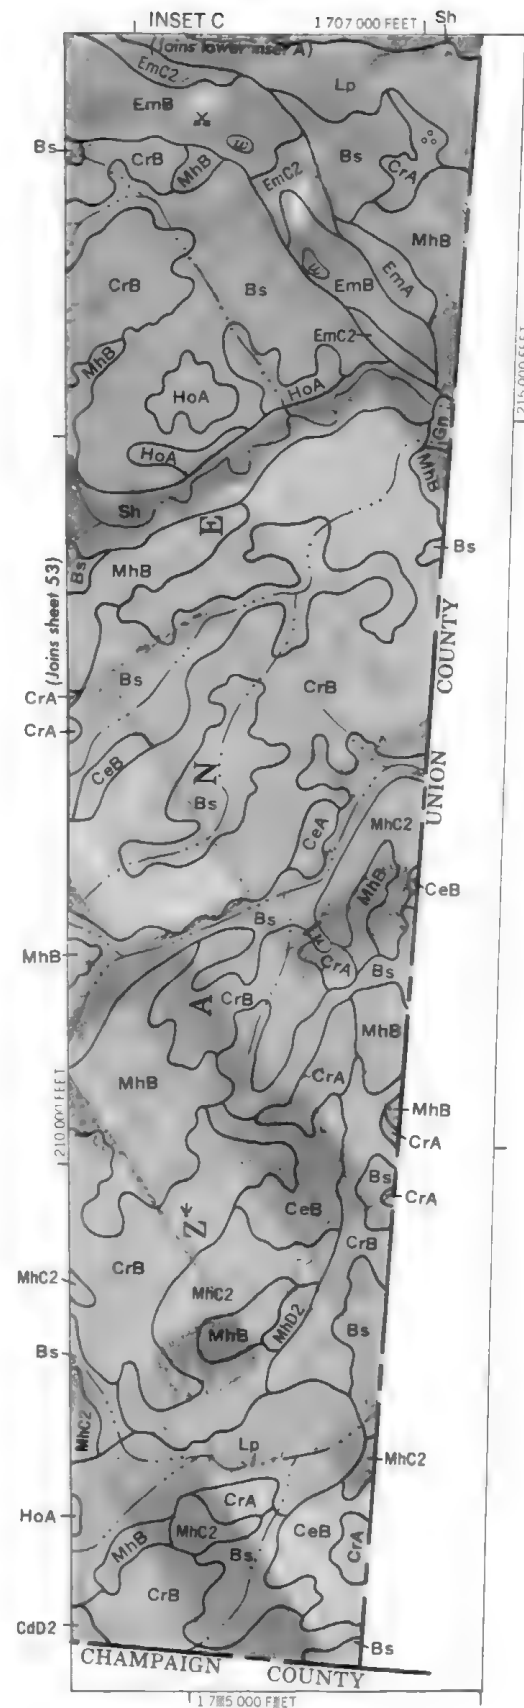 INSET C
1 707 000 FEET
Sh
(Joins lower inset A)
EmC2
Lp
EmB
Bs
CrB
MhB
EmC2
Bs
CrA
MhB
CrB
Bs
EmB
EmA
EmC2
MhB
HoA
HoA
215 000 FEET
HoA
Gn
MhB
Sh
E
Bs
Bs
MhB
(Joins sheet 53)
Bs
CrB
COUNTY
CrA
CrA
CeB
N
Bs
UNION
CeA
MhC2
MhB
CeB
Bs
MhB
CrA
Bs
A
CrB
MhB
MhB
CrA
MhB
CrA
210 000 FEET
Bs
CrA
CeB
Z
CrB
CrB
MhC2
MhC2
MhB
MhD2
Bs
Bs
MhC2
Lp
MhC2
CrA
HoA
MhC2
CeB
CrA
MhB
Bs
CrB
CdD2
Bs
CHAMPAIGN COUNTY